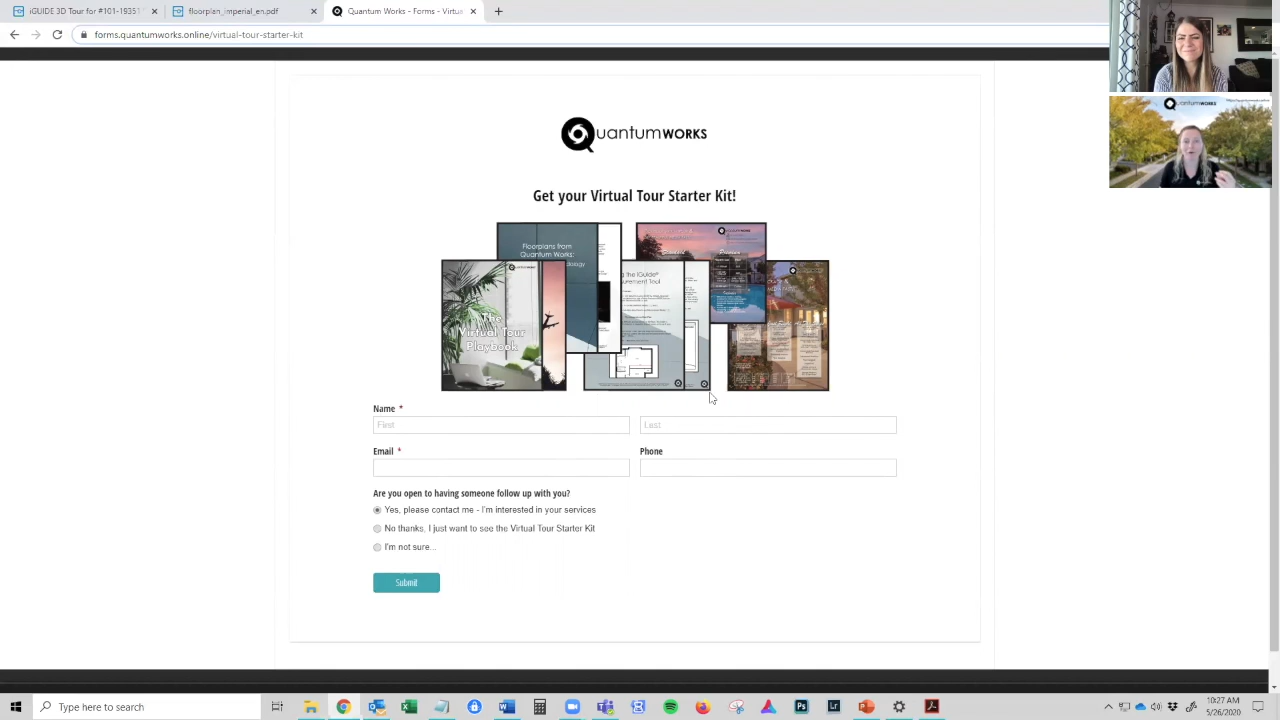 iGUIDE 3D Tour for #101-19351
floorplan_imperial_en.pdf
Quantum Works - Forms - Virtua
forms.quantumworks.online/virtual-tour-starter-kit
QuantumWORKS
QuantumWORKS
Get your Virtual Tour Starter Kit!
Floorplans from
Quantum Works:
The
Virtual Tour
Playbook
Name *
First
Last
Email *
Phone
Are you open to having someone follow up with you?
Yes, please contact me - I'm interested in your services
No thanks, I just want to see the Virtual Tour Starter Kit
I'm not sure...
Submit
Type here to search
10:27 AM
5/26/2020